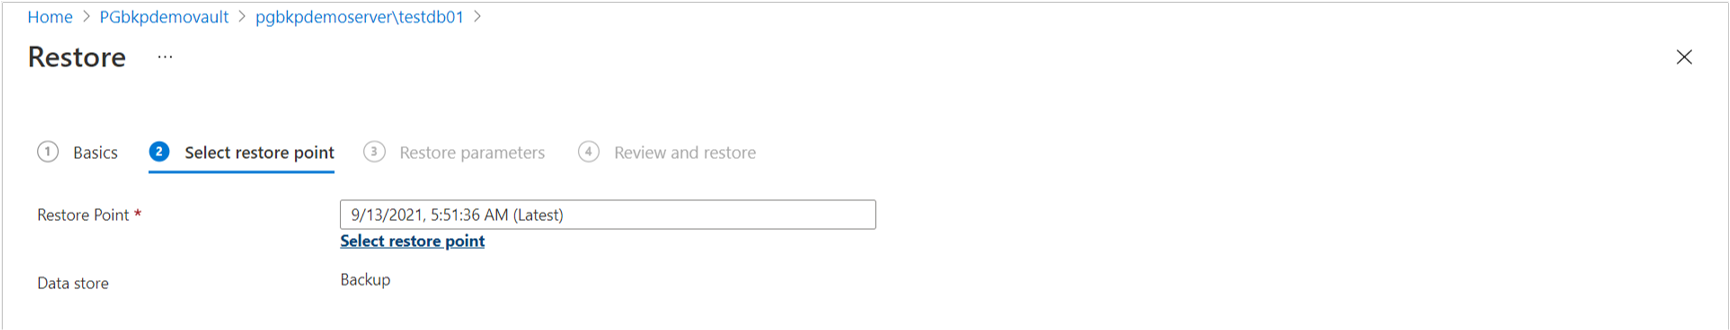 Home > PGbkpdemovault > pgbkpdemoserver\testdb01 >
Restore ...
1 Basics 2 Select restore point 3 Restore parameters 4 Review and restore
Restore Point * 9/13/2021, 5:51:36 AM (Latest)
Select restore point
Data store Backup